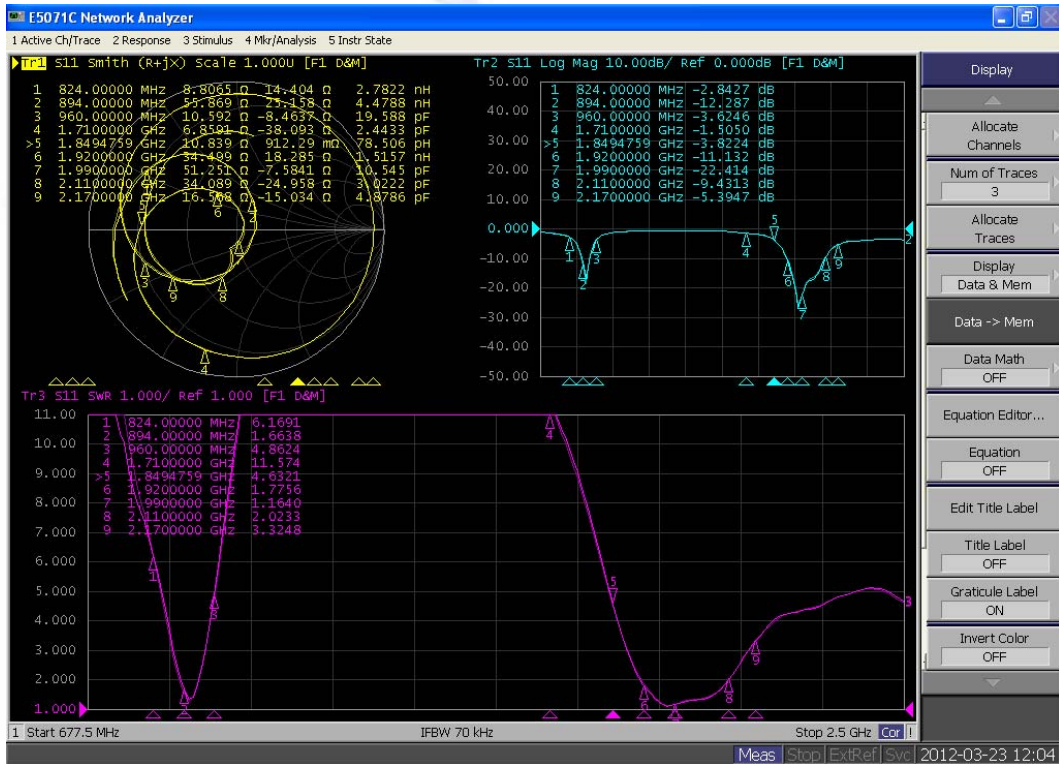 E5071C Network Analyzer
1 Active Ch/Trace 2 Response 3 Stimulus 4 Mkr/Analysis 5 Instr State
Tr1 S11 Smith (R+jX) Scale 1.000U [F1 D&M]
1 824.00000 MHz 8.8065 Ω 14.404 Ω 2.7822 nH
2 894.00000 MHz 55.869 Ω 25.158 Ω 4.4788 nH
3 960.00000 MHz 10.592 Ω -8.4637 Ω 19.588 pF
4 1.7100000 GHz 6.8591 Ω -38.093 Ω 2.4433 pF
>5 1.8494759 GHz 10.839 Ω 912.29 mΩ 78.506 pH
6 1.9200000 GHz 34.499 Ω 18.285 Ω 1.5157 nH
7 1.9900000 GHz 51.251 Ω -7.5841 Ω 10.545 pF
8 2.1100000 GHz 34.089 Ω -24.958 Ω 3.0222 pF
9 2.1700000 GHz 16.568 Ω -15.034 Ω 4.8786 pF
Tr2 S11 Log Mag 10.00dB/ Ref 0.000dB [F1 D&M]
50.00
40.00
30.00
20.00
10.00
0.000
-10.00
-20.00
-30.00
-40.00
-50.00
1 824.00000 MHz -2.8427 dB
2 894.00000 MHz -12.287 dB
3 960.00000 MHz -3.6246 dB
4 1.7100000 GHz -1.5050 dB
>5 1.8494759 GHz -3.8224 dB
6 1.9200000 GHz -11.132 dB
7 1.9900000 GHz -22.414 dB
8 2.1100000 GHz -9.4313 dB
9 2.1700000 GHz -5.3947 dB
Tr3 S11 SWR 1.000/ Ref 1.000 [F1 D&M]
11.00
10.00
9.000
8.000
7.000
6.000
5.000
4.000
3.000
2.000
1.000
1 824.00000 MHz 6.1691
2 894.00000 MHz 1.6638
3 960.00000 MHz 4.8624
4 1.7100000 GHz 11.574
>5 1.8494759 GHz 4.6321
6 1.9200000 GHz 1.7756
7 1.9900000 GHz 1.1640
8 2.1100000 GHz 2.0233
9 2.1700000 GHz 3.3248
1 Start 677.5 MHz
IFBW 70 kHz
Stop 2.5 GHz Cor !
Display
Allocate
Channels
Num of Traces
3
Allocate
Traces
Display
Data & Mem
Data -> Mem
Data Math
OFF
Equation Editor...
Equation
OFF
Edit Title Label
Title Label
OFF
Graticule Label
ON
Invert Color
OFF
Meas Stop ExtRef Svc 2012-03-23 12:04